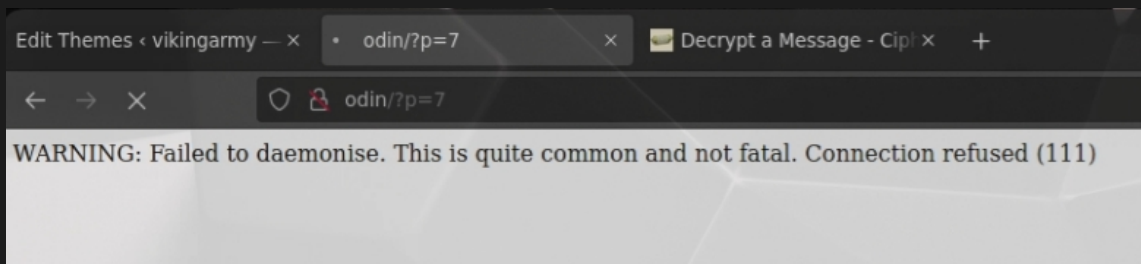 Edit Themes ‹ vikingarmy —
odin/?p=7
Decrypt a Message - Ciph
odin/?p=7
WARNING: Failed to daemonise. This is quite common and not fatal. Connection refused (111)